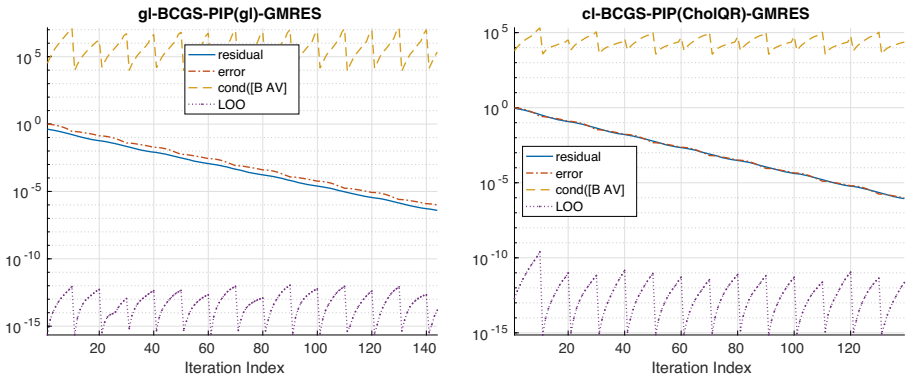 gl-BCGS-PIP(gl)-GMRES
10^5
10^0
10^-5
10^-10
10^-15
residual
error
cond([B AV]
LOO
20
40
60
80
100
120
140
Iteration Index
cl-BCGS-PIP(CholQR)-GMRES
10^5
10^0
10^-5
10^-10
10^-15
residual
error
cond([B AV]
LOO
20
40
60
80
100
120
Iteration Index